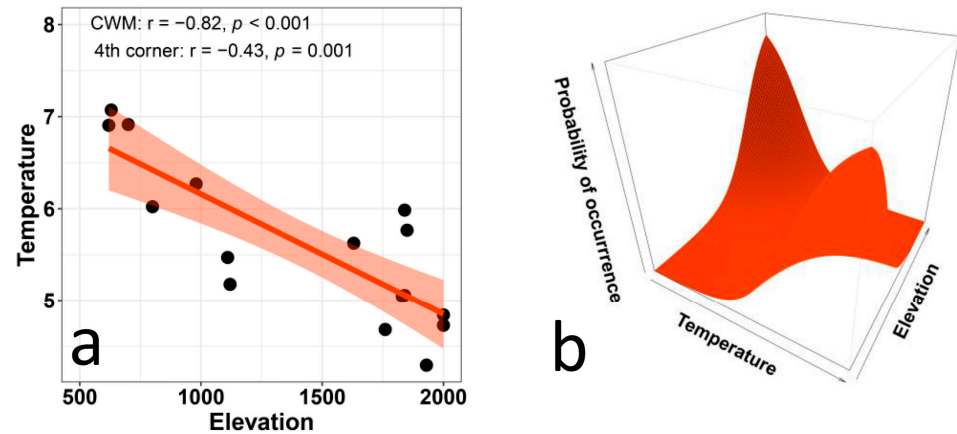 CWM: r = −0.82, p < 0.001
4th corner: r = −0.43, p = 0.001
8
7
6
5
Temperature
500 1000 1500 2000
Elevation
a
Probability of occurrrence
Temperature
Elevation
b